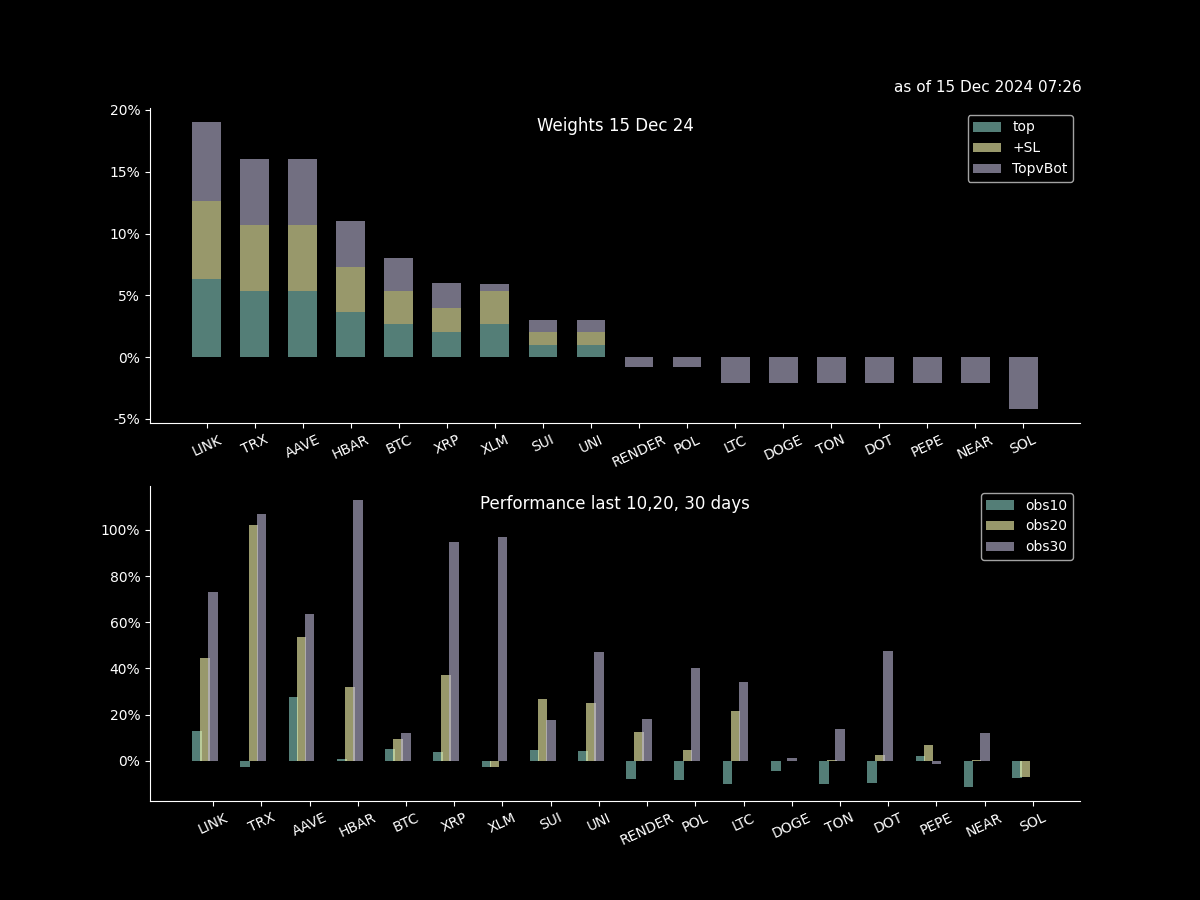 as of 15 Dec 2024 07:26
Weights 15 Dec 24
top
+SL
TopvBot
20%
15%
10%
5%
0%
-5%
LINK TRX AAVE HBAR BTC XRP XLM SUI UNI RENDER POL LTC DOGE TON DOT PEPE NEAR SOL
Performance last 10,20, 30 days
obs10
obs20
obs30
100%
80%
60%
40%
20%
0%
LINK TRX AAVE HBAR BTC XRP XLM SUI UNI RENDER POL LTC DOGE TON DOT PEPE NEAR SOL